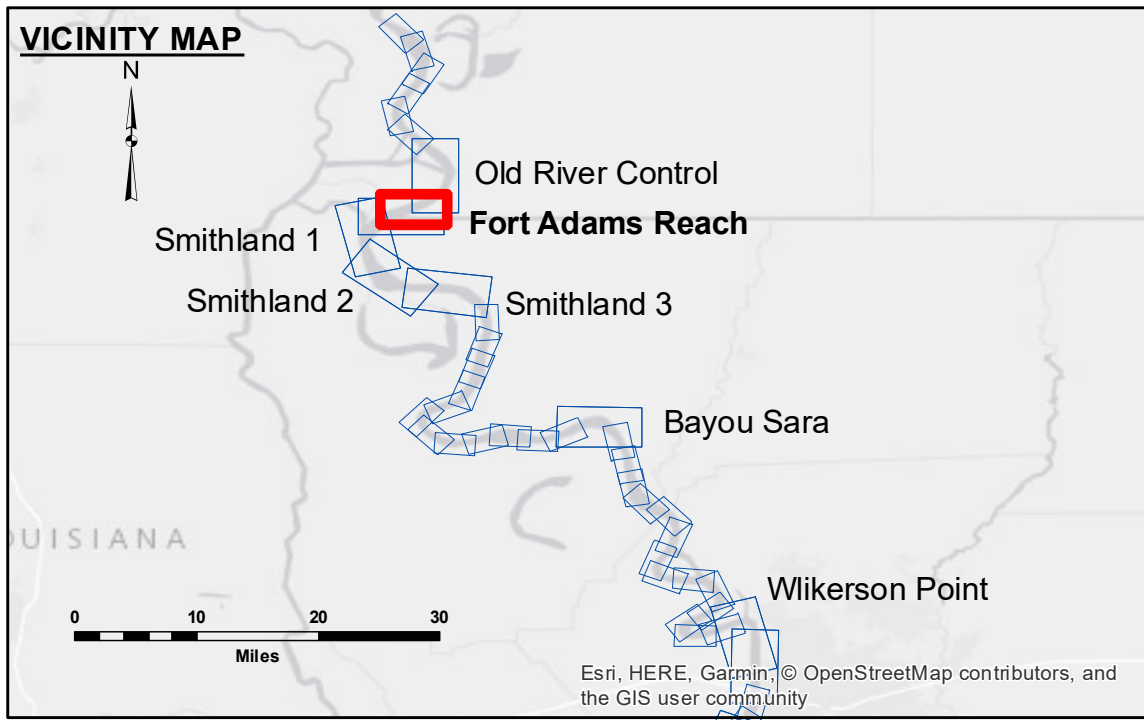 VICINITY MAP
N
Old River Control
Fort Adams Reach
Smithland 1
Smithland 2
Smithland 3
Bayou Sara
OUISIANA
Wlikerson Point
0 10 20 30
Miles
Esri, HERE, Garmin, © OpenStreetMap contributors, and
the GIS user community